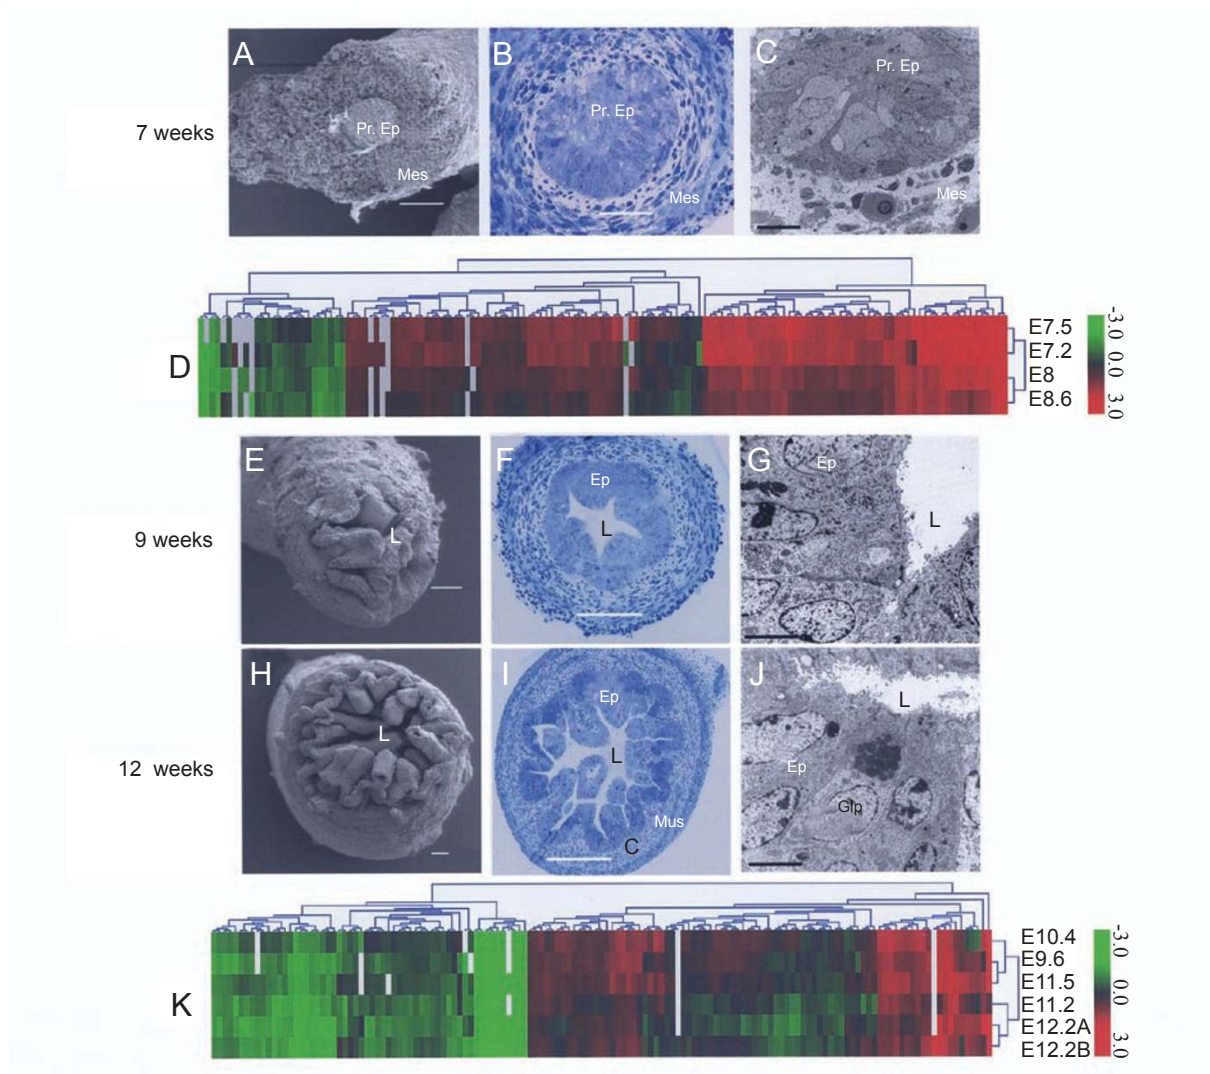 A
B
C
7 weeks
Pr. Ep
Mes
Pr. Ep
Mes
Pr. Ep
Mes
D
E7.5
E7.2
E8
E8.6
-3.0 0.0 3.0
E
F
G
9 weeks
L
Ep
L
Ep
L
H
I
J
12 weeks
L
Ep
L
Mus
C
L
Ep
Glp
K
E10.4
E9.6
E11.5
E11.2
E12.2A
E12.2B
-3.0 0.0 3.0